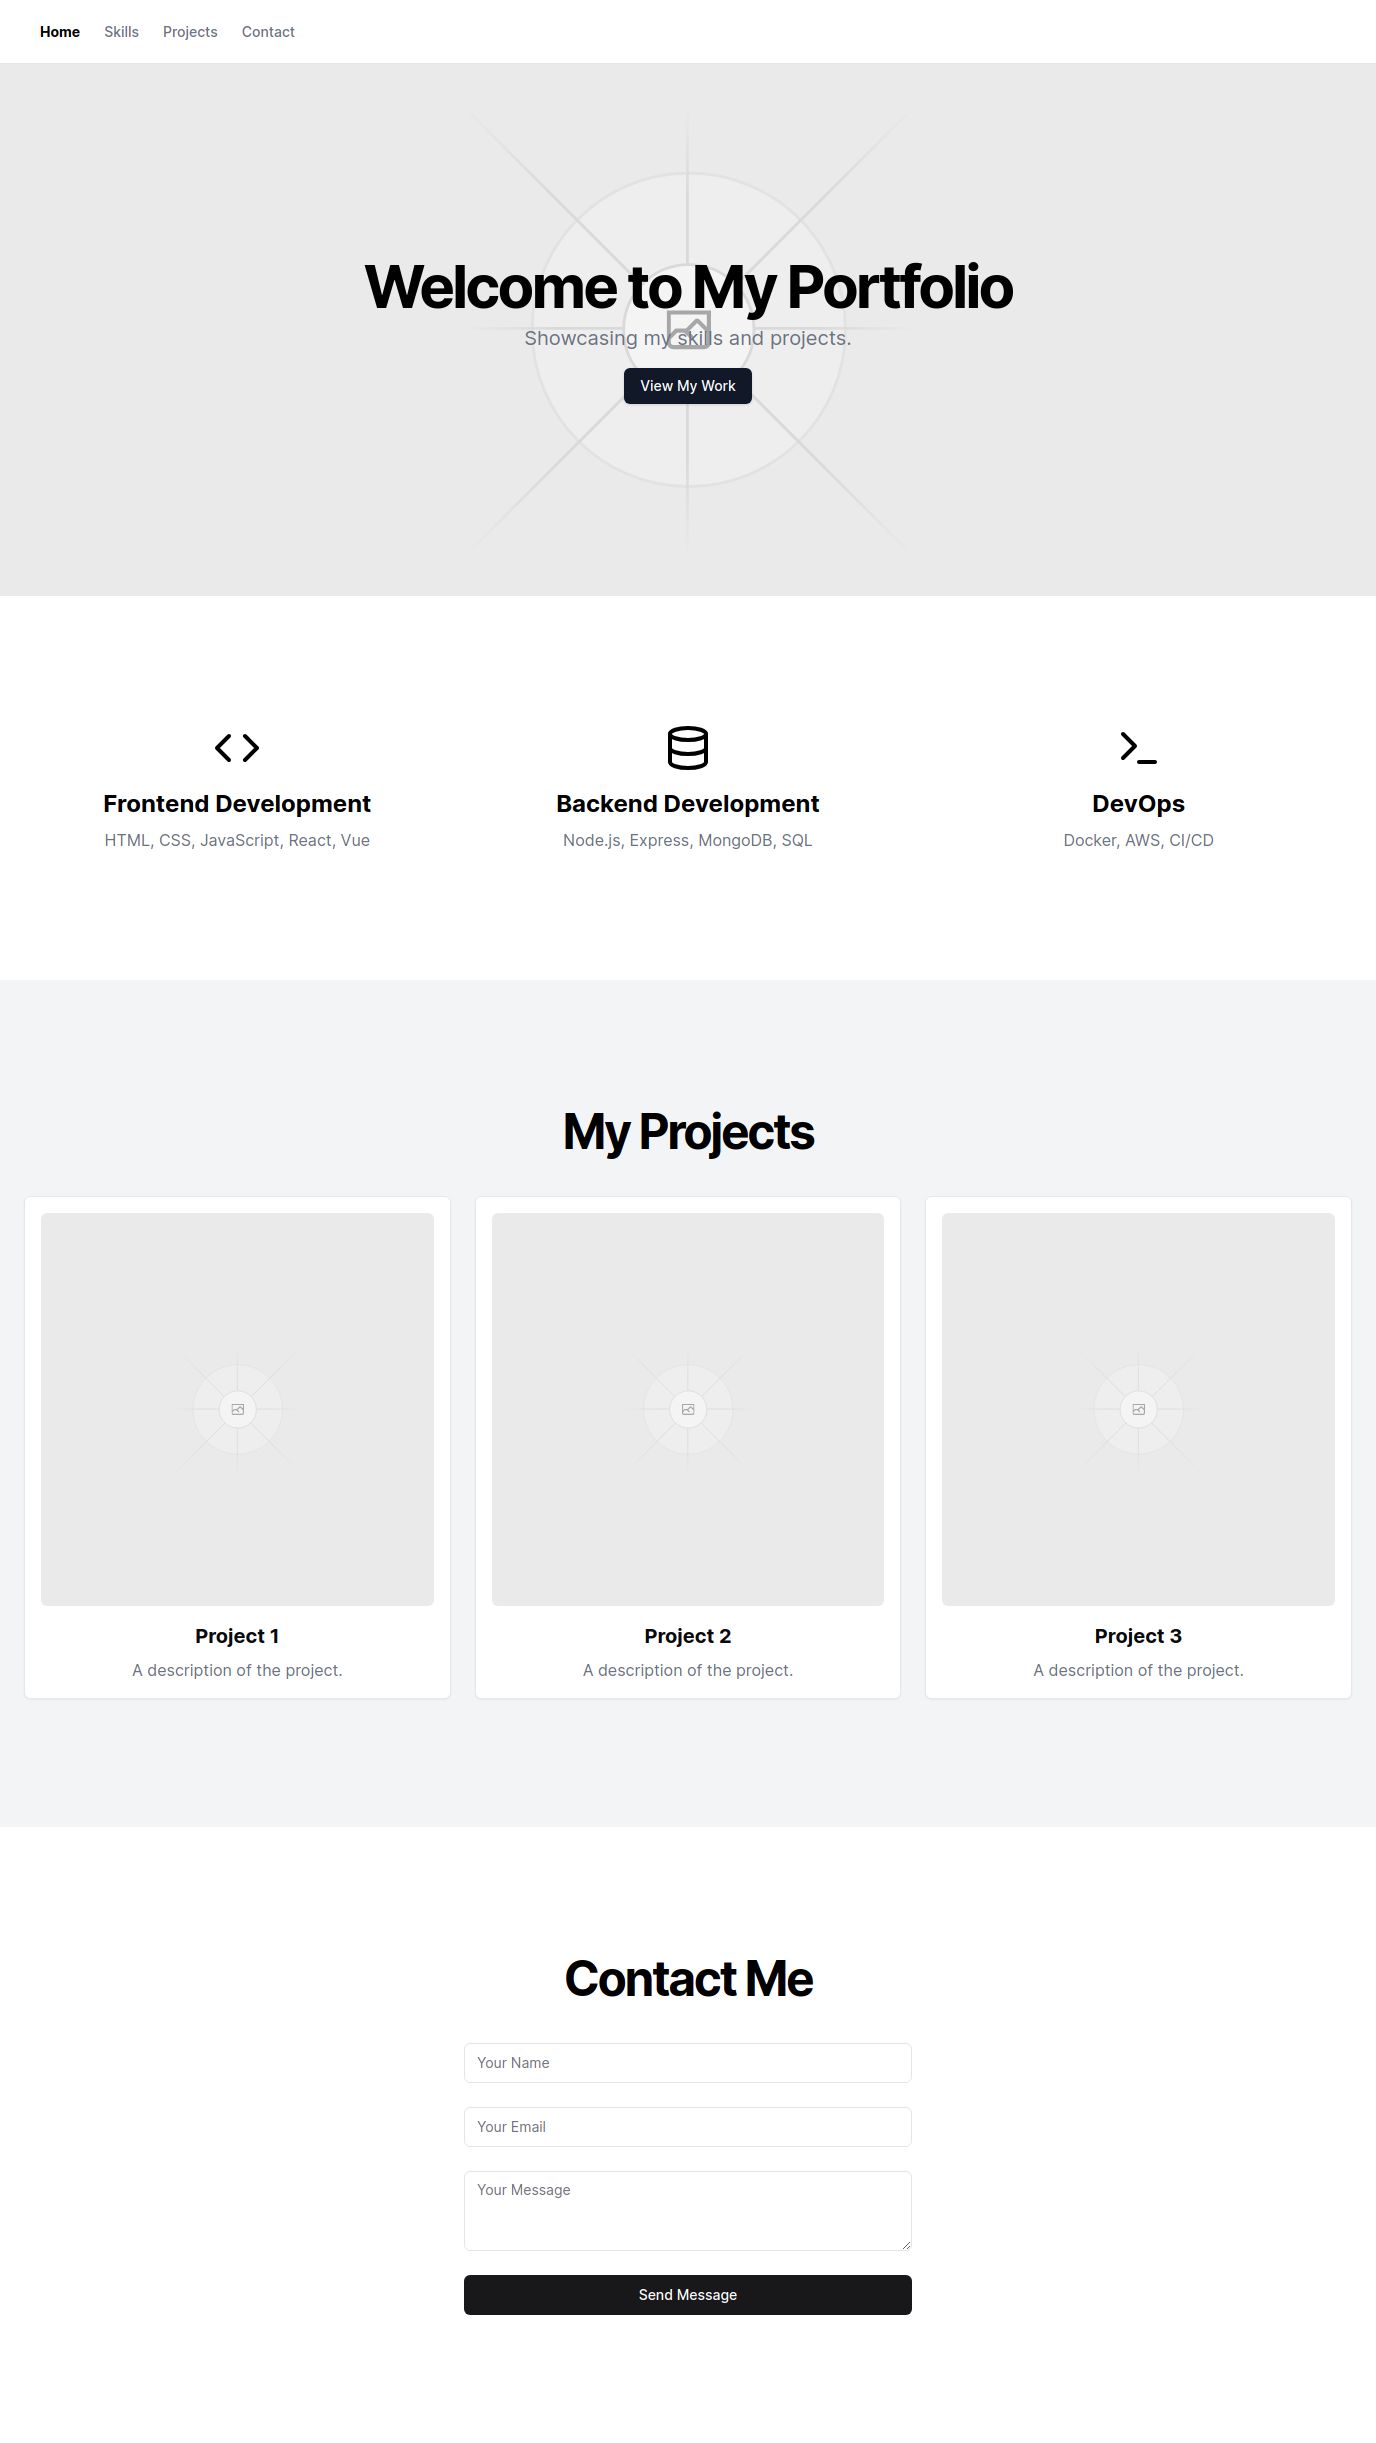 Home Skills Projects Contact
Welcome to My Portfolio
Showcasing my skills and projects.
View My Work
Frontend Development
HTML, CSS, JavaScript, React, Vue
Backend Development
Node.js, Express, MongoDB, SQL
DevOps
Docker, AWS, CI/CD
My Projects
Project 1
A description of the project.
Project 2
A description of the project.
Project 3
A description of the project.
Contact Me
Your Name
Your Email
Your Message
Send Message